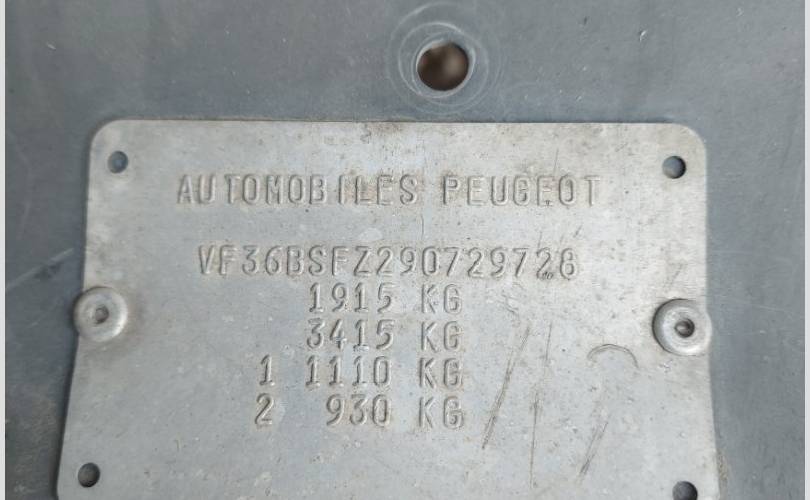 AUTOMOBILES PEUGEOT
VF36BSFZ290729728
1915 KG
3415 KG
1 1110 KG
2 930 KG